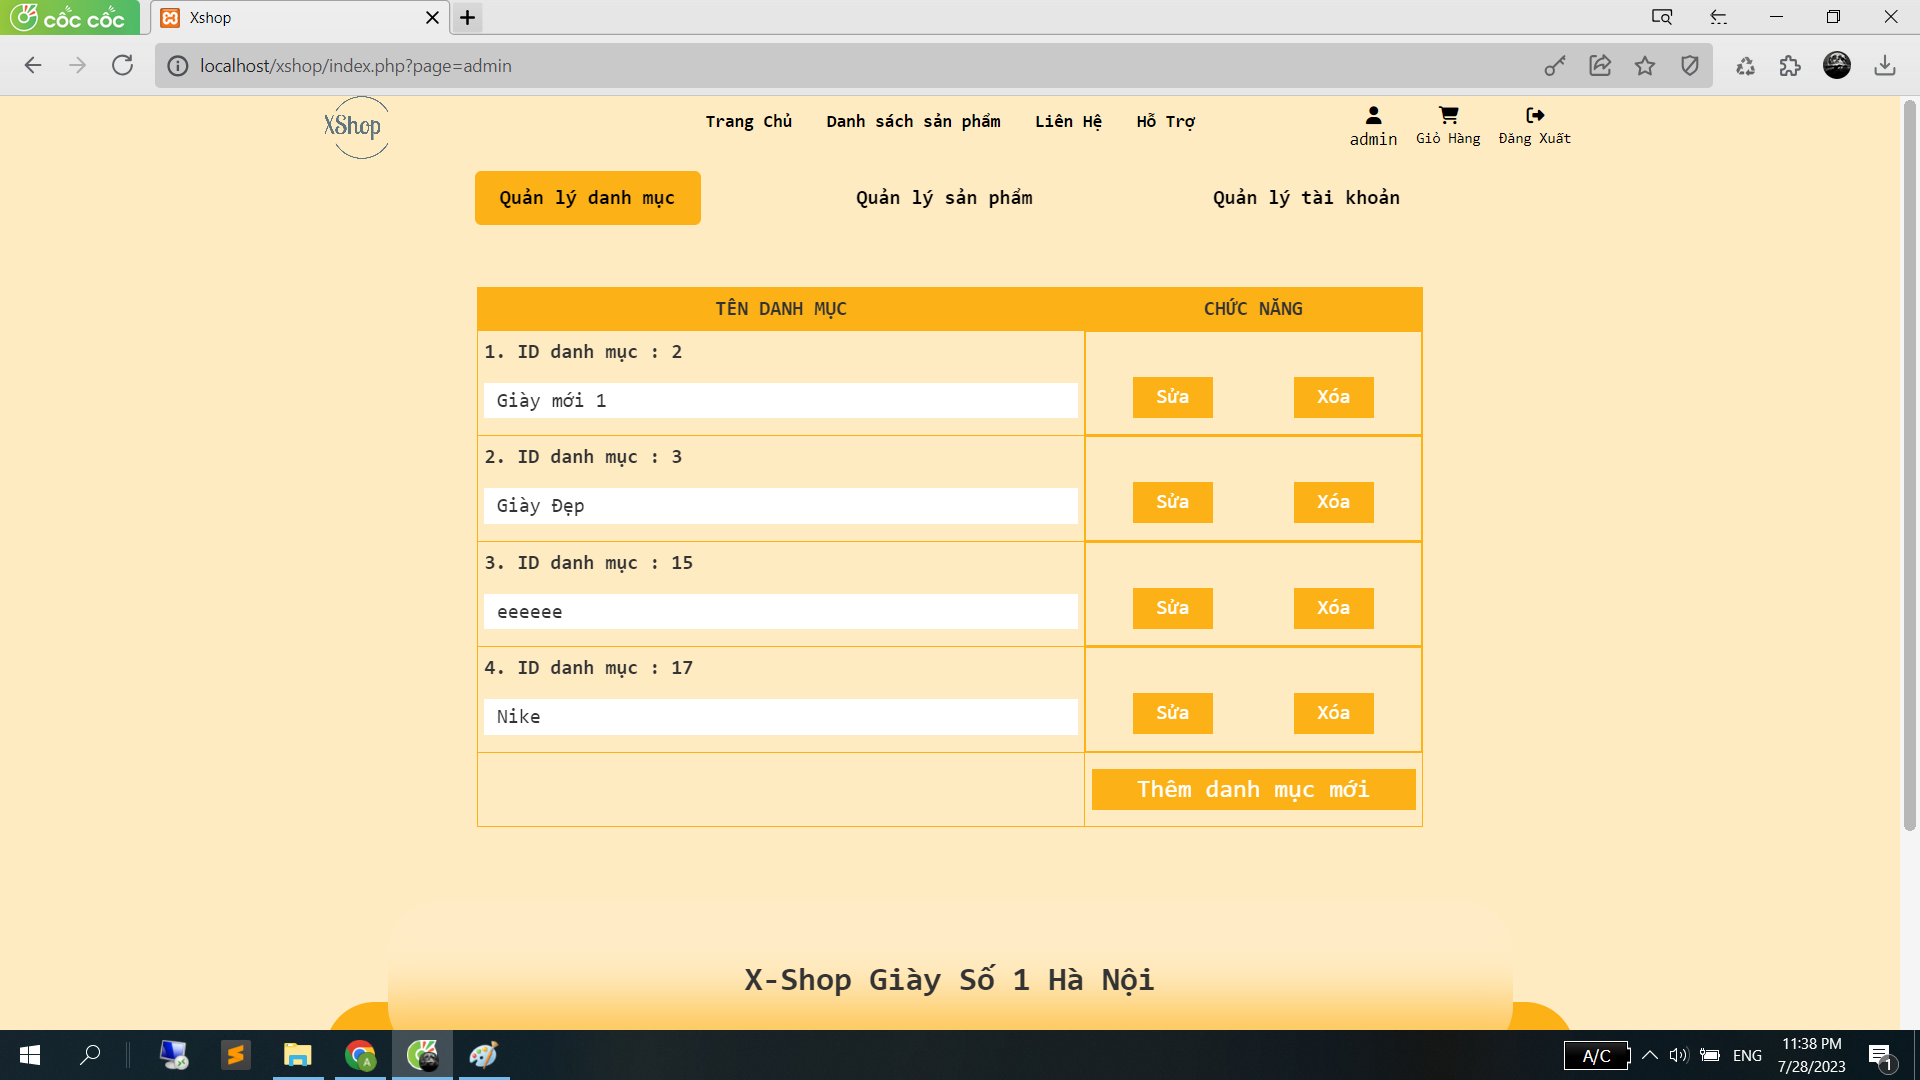 cốc cốc
Xshop
localhost/xshop/index.php?page=admin
XShop
Trang Chủ Danh sách sản phẩm Liên Hệ Hỗ Trợ
admin Giỏ Hàng Đăng Xuất
Quản lý danh mục Quản lý sản phẩm Quản lý tài khoản
TÊN DANH MỤC CHỨC NĂNG
1. ID danh mục : 2
Giày mới 1 Sửa Xóa
2. ID danh mục : 3
Giày Đẹp Sửa Xóa
3. ID danh mục : 15
eeeeee Sửa Xóa
4. ID danh mục : 17
Nike Sửa Xóa
Thêm danh mục mới
X-Shop Giày Số 1 Hà Nội
A/C ENG 11:38 PM
7/28/2023
1